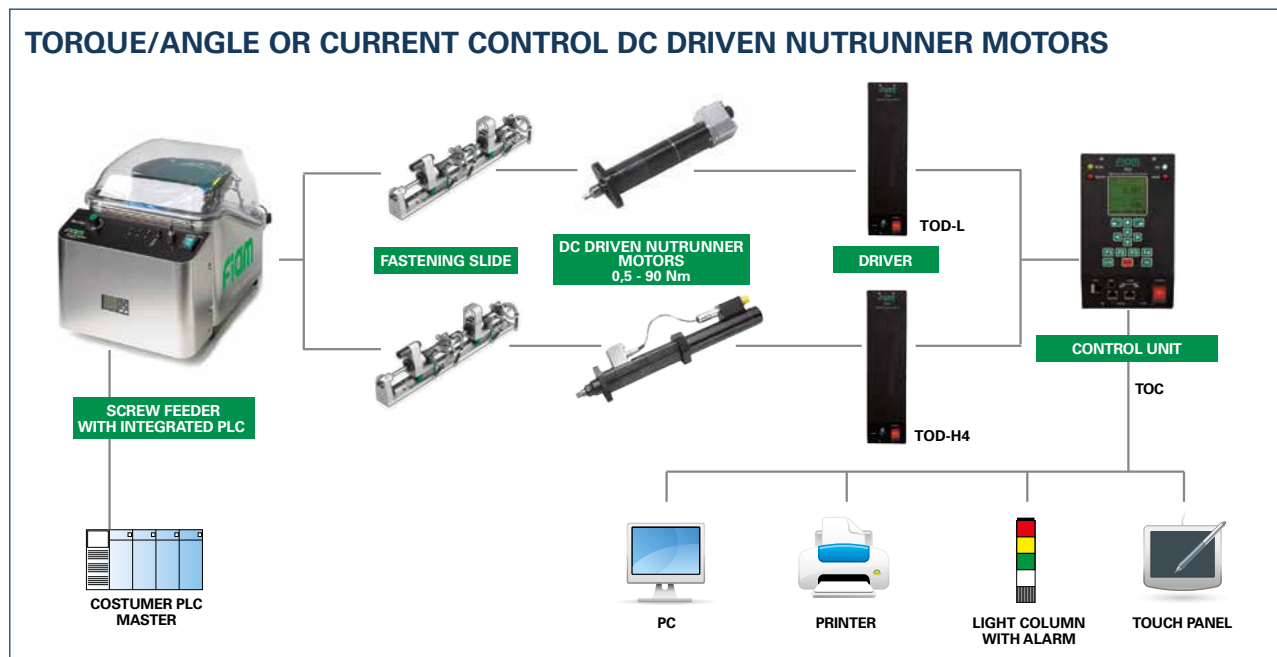 TORQUE/ANGLE OR CURRENT CONTROL DC DRIVEN NUTRUNNER MOTORS
Fiam
TOD-L
FASTENING SLIDE
DC DRIVEN NUTRUNNER
MOTORS
0,5 - 90 Nm
DRIVER
CONTROL UNIT
TOC
SCREW FEEDER
WITH INTEGRATED PLC
TOD-H4
COSTUMER PLC
MASTER
PC
PRINTER
LIGHT COLUMN
WITH ALARM
TOUCH PANEL